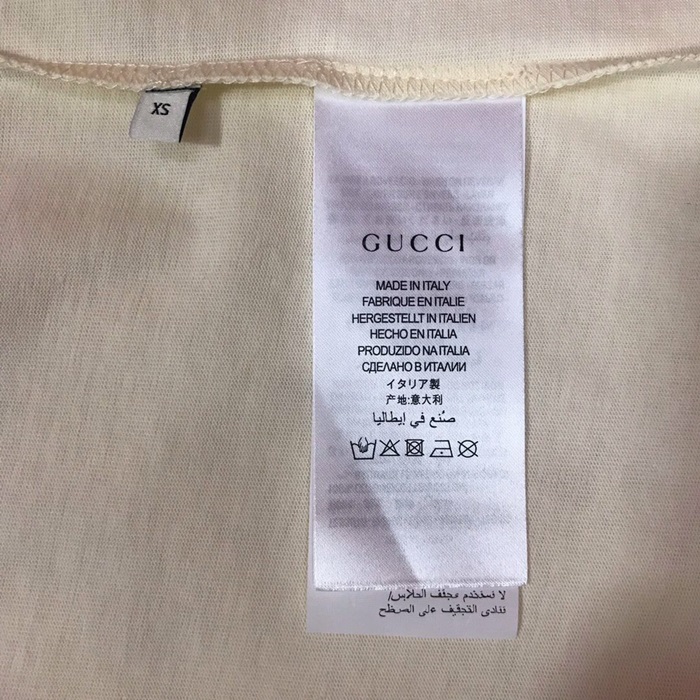 XS
GUCCI
MADE IN ITALY
FABRIQUE EN ITALIE
HERGESTELLT IN ITALIEN
HECHO EN ITALIA
PRODUZIDO NA ITALIA
СДЕЛАНО В ИТАЛИИ
イタリア製
产地:意大利
صُنع في إيطاليا
لا تستخدم مجفف الملابس/
تفادى التجفيف على السطح